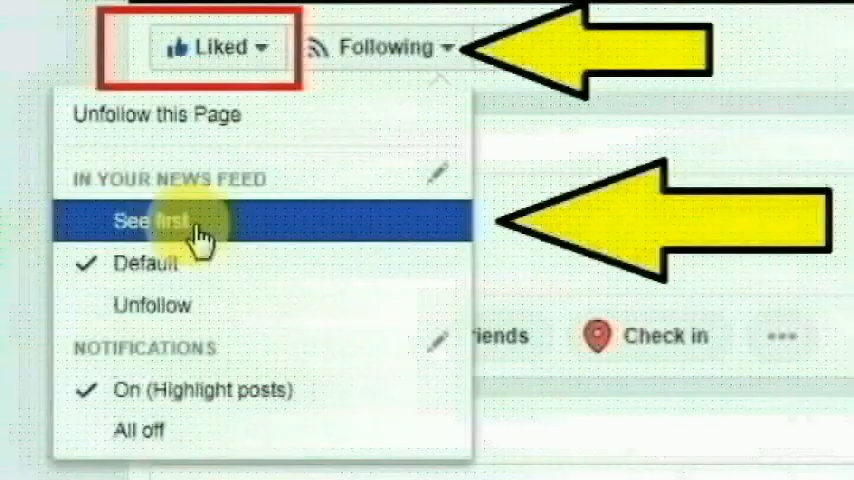 Liked Following
Unfollow this Page
IN YOUR NEWS FEED
See first
Default
Unfollow
riends Check in
NOTIFICATIONS
On (Highlight posts)
All off